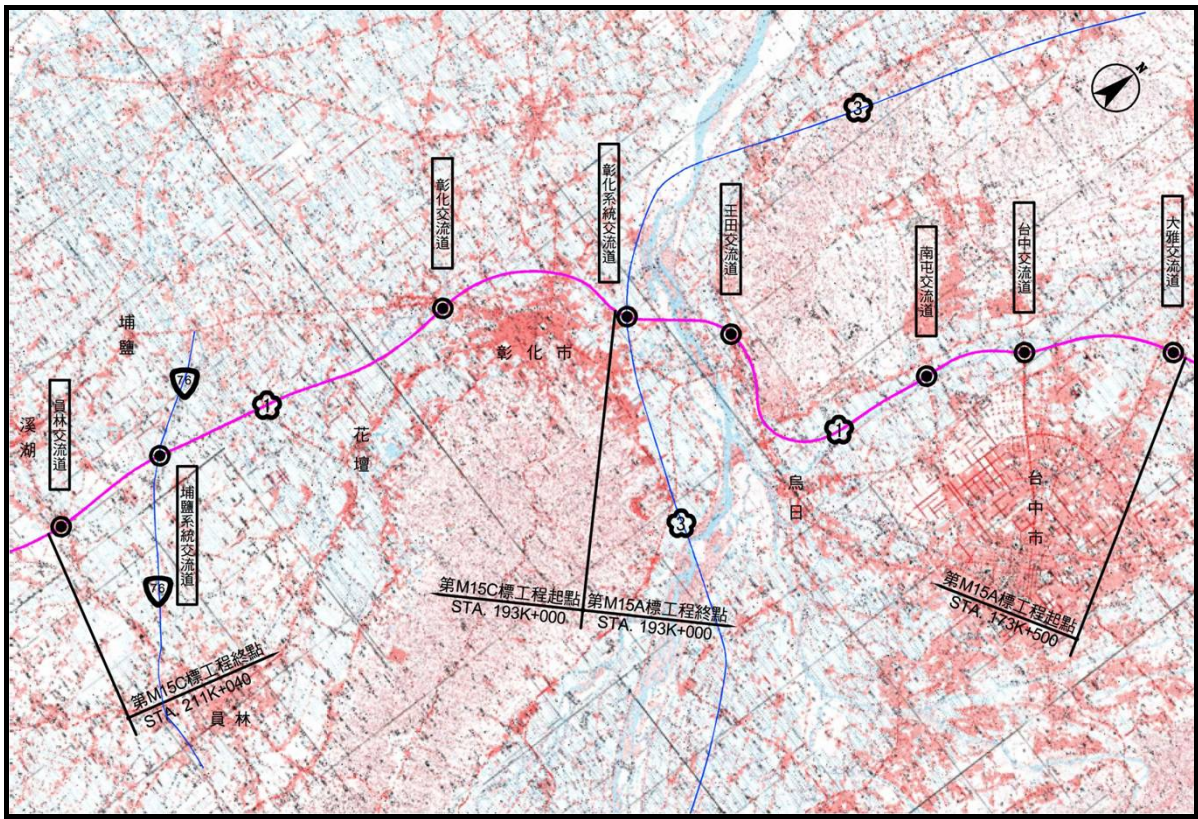 N
3
彰化交流道
彰化系統交流道
王田交流道
南屯交流道
台中交流道
大雅交流道
埔鹽
彰化市
76
1
員林交流道
溪湖
花壇
1
埔鹽系統交流道
烏日
台中市
3
76
第M15C標工程起點
STA. 193K+000
第M15A標工程終點
STA. 193K+000
第M15A標工程起點
STA. 173K+500
第M15C標工程終點
STA. 211K+040
員林